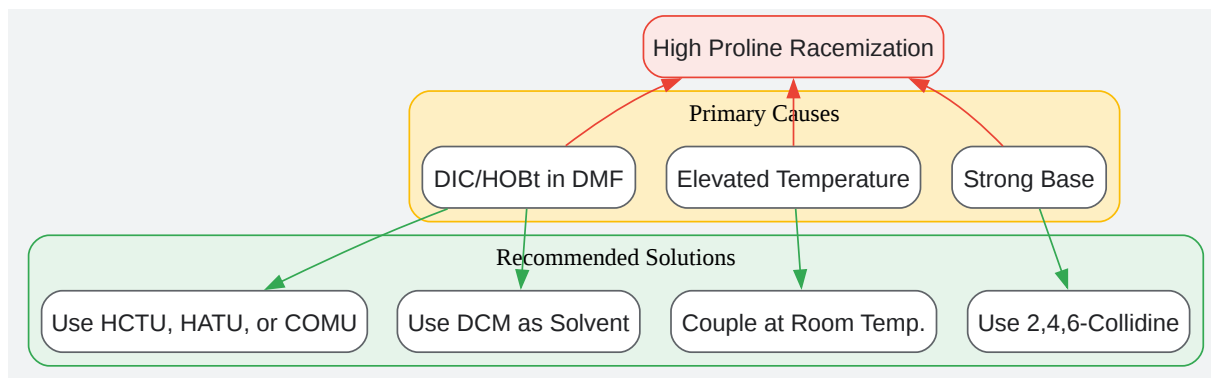 High Proline Racemization
Primary Causes
DIC/HOBt in DMF
Elevated Temperature
Strong Base
Recommended Solutions
Use HCTU, HATU, or COMU
Use DCM as Solvent
Couple at Room Temp.
Use 2,4,6-Collidine